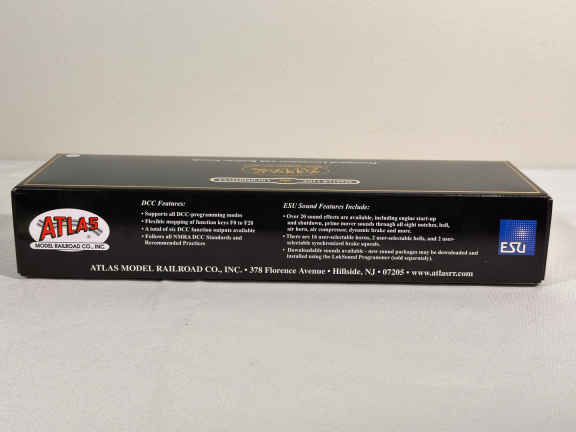 ATLAS
MODEL RAILROAD CO., INC.
DCC Features:
• Supports all DCC-programming modes
• Flexible mapping of function keys F0 to F28
• A total of six DCC function outputs available
• Follows all NMRA DCC Standards and
Recommended Practices
ESU Sound Features Include:
• Over 20 sound effects are available, including engine start-up
and shutdown, prime mover sounds through all eight notches, bell,
air horn, air compressor, dynamic brake and more.
• There are 16 user-selectable horns, 2 user-selectable bells, and 2 user-
selectable synchronized brake squeals.
• Downloadable sounds available - new sound packages may be downloaded and
installed using the LokSound Programmer (sold separately).
ESU
ATLAS MODEL RAILROAD CO., INC. • 378 Florence Avenue • Hillside, NJ • 07205 • www.atlasrr.com